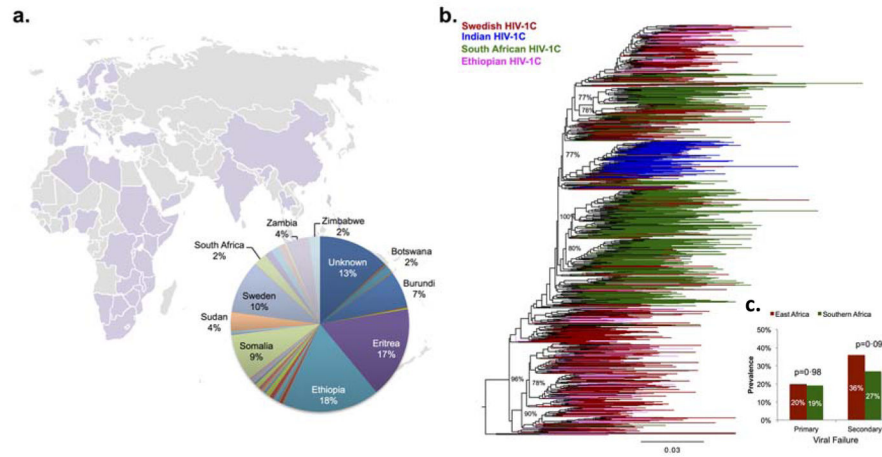 a.
Zambia
4%
Zimbabwe
2%
South Africa
2%
Unknown
13%
Botswana
2%
Burundi
7%
Sweden
10%
Sudan
4%
Somalia
9%
Eritrea
17%
Ethiopia
18%
b.
Swedish HIV-1C
Indian HIV-1C
South African HIV-1C
Ethiopian HIV-1C
77%
78%
77%
100%
80%
96%
78%
90%
0.03
c.
East Africa Southern Africa
50%
40%
30%
20%
10%
0%
Prevalence
p=0·98
p=0·09
20% 19%
36% 27%
Primary Secondary
Viral Failure